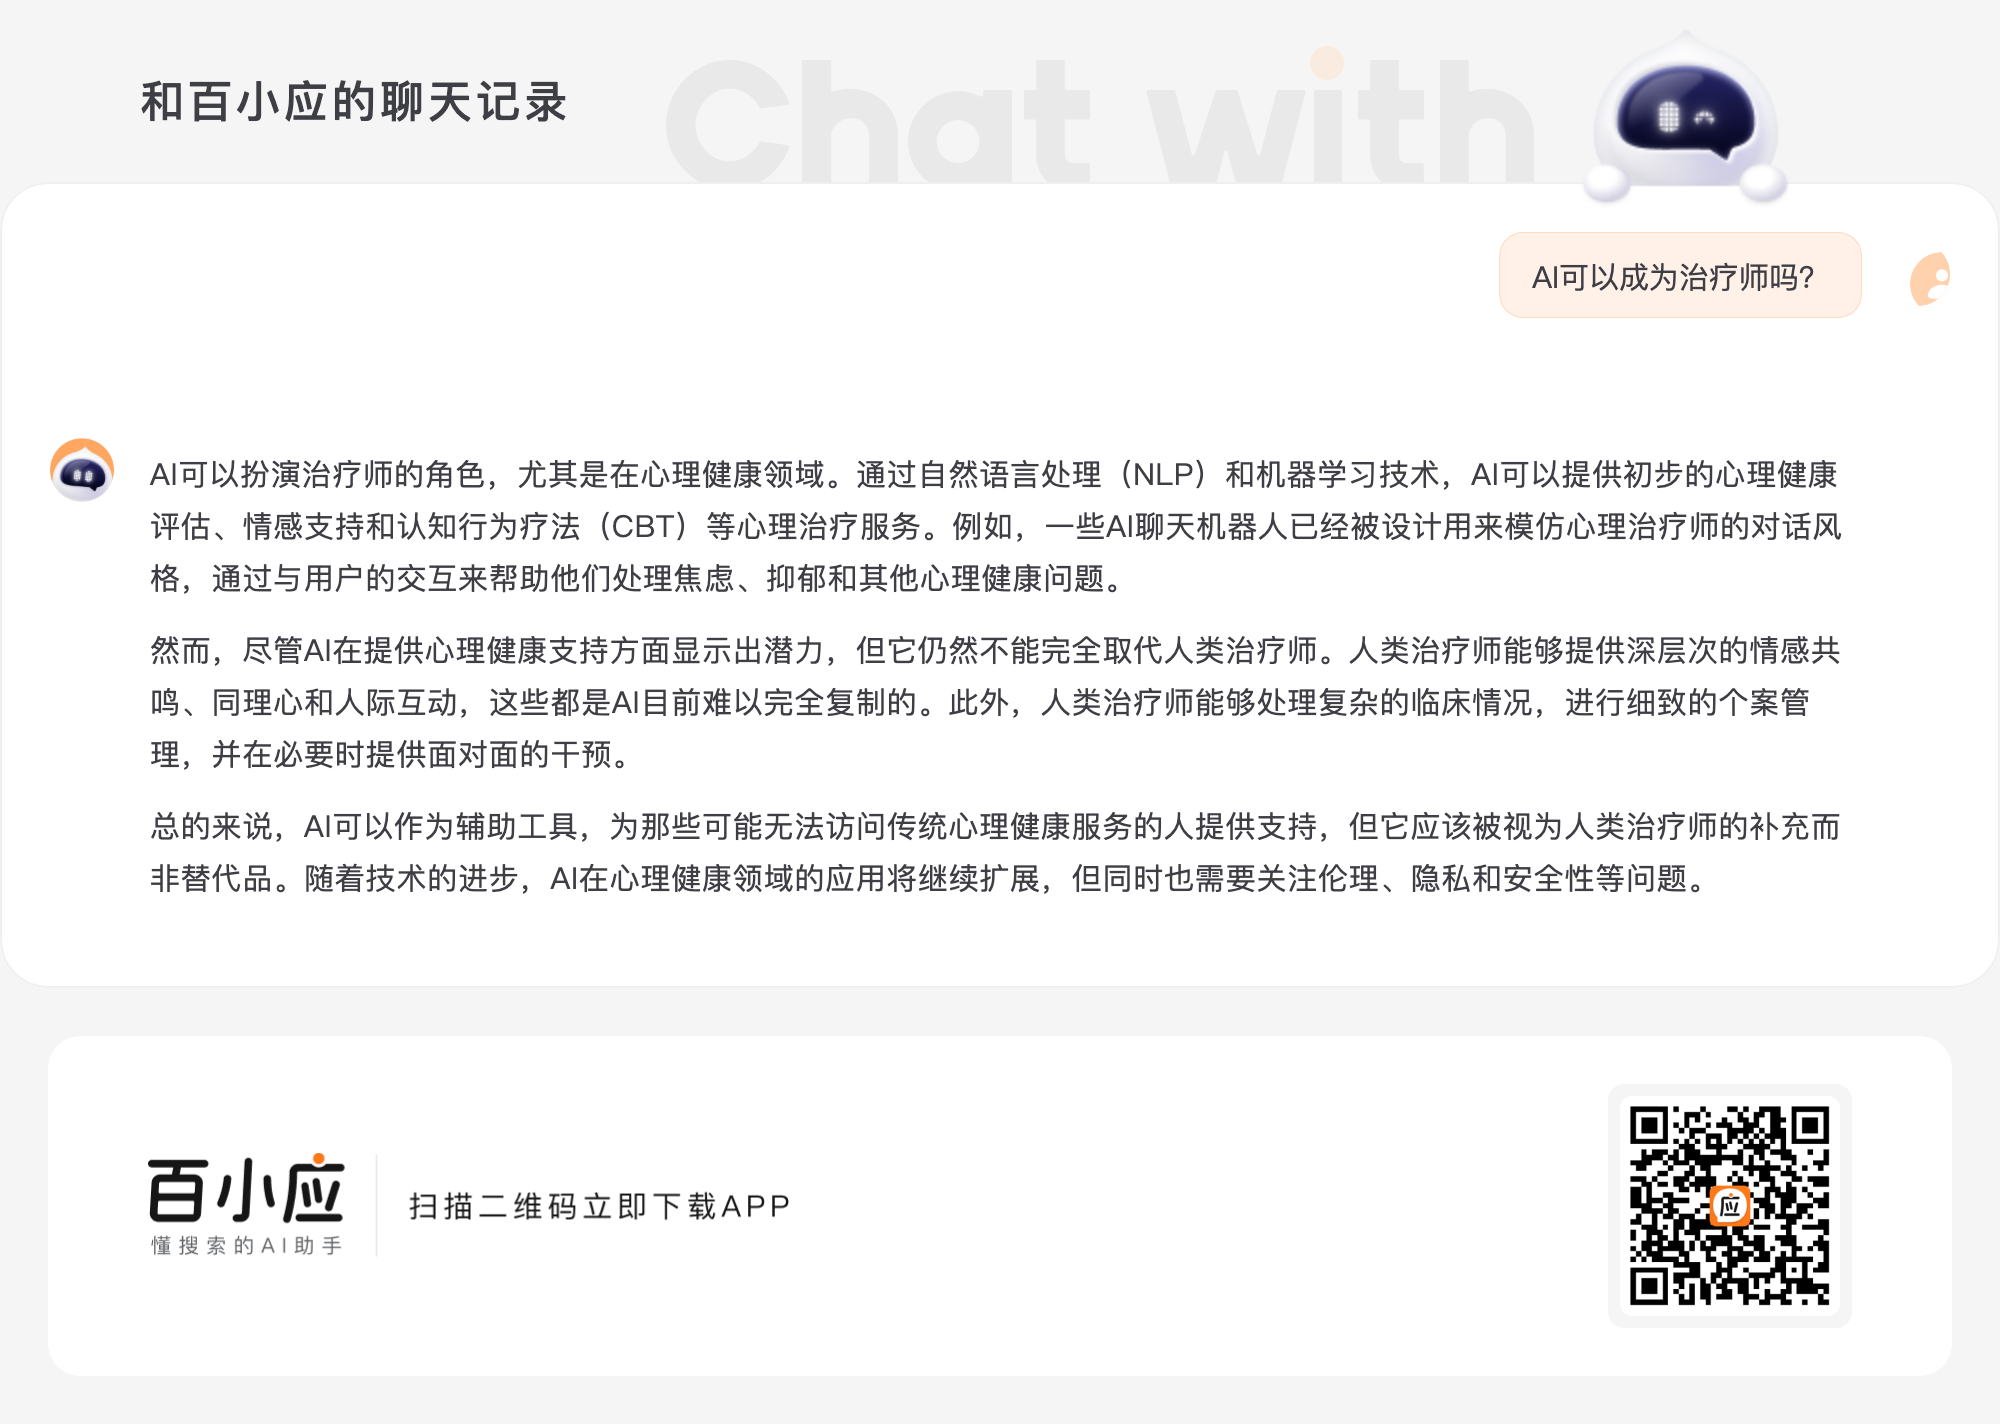 和百小应的聊天记录
Chat with
AI可以成为治疗师吗？
AI可以扮演治疗师的角色，尤其是在心理健康领域。通过自然语言处理（NLP）和机器学习技术，AI可以提供初步的心理健康
评估、情感支持和认知行为疗法（CBT）等心理治疗服务。例如，一些AI聊天机器人已经被设计用来模仿心理治疗师的对话风
格，通过与用户的交互来帮助他们处理焦虑、抑郁和其他心理健康问题。
然而，尽管AI在提供心理健康支持方面显示出潜力，但它仍然不能完全取代人类治疗师。人类治疗师能够提供深层次的情感共
鸣、同理心和人际互动，这些都是AI目前难以完全复制的。此外，人类治疗师能够处理复杂的临床情况，进行细致的个案管
理，并在必要时提供面对面的干预。
总的来说，AI可以作为辅助工具，为那些可能无法访问传统心理健康服务的人提供支持，但它应该被视为人类治疗师的补充而
非替代品。随着技术的进步，AI在心理健康领域的应用将继续扩展，但同时也需要关注伦理、隐私和安全性等问题。
百小应
懂搜索的AI助手
扫描二维码立即下载APP
应